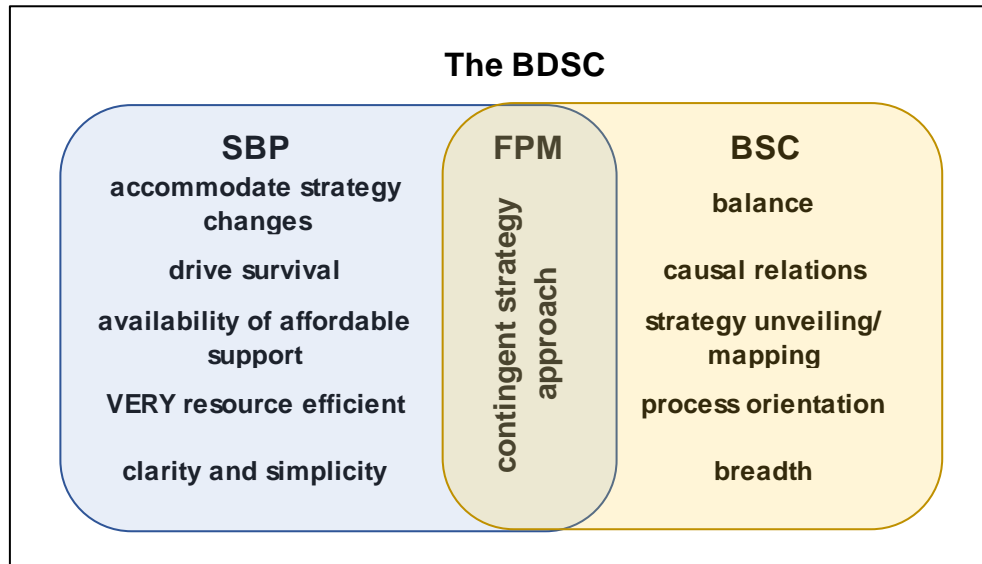 The BDSC
SBP
accommodate strategy
changes
drive survival
availability of affordable
support
VERY resource efficient
clarity and simplicity
FPM
contingent strategy
approach
BSC
balance
causal relations
strategy unveiling/
mapping
process orientation
breadth